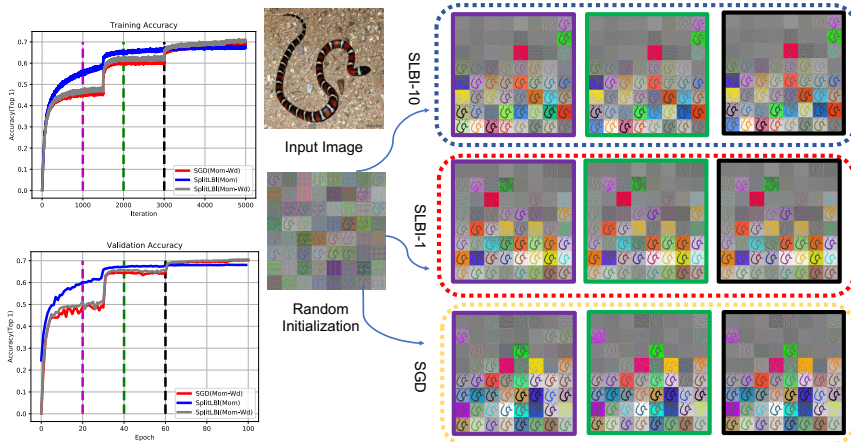 Training Accuracy
Accuracy(Top 1)
0.7
0.6
0.5
0.4
0.3
0.2
0.1
0.0
SGD(Mom-Wd)
SplitLBI(Mom)
SplitLBI(Mom-Wd)
0
1000
2000
3000
4000
5000
Iteration
Validation Accuracy
Accuracy(Top 1)
0.7
0.6
0.5
0.4
0.3
0.2
0.1
0.0
SGD(Mom-Wd)
SplitLBI(Mom)
SplitLBI(Mom-Wd)
0
20
40
60
80
100
Epoch
Input Image
Random
Initialization
SLBI-10
SLBI-1
SGD